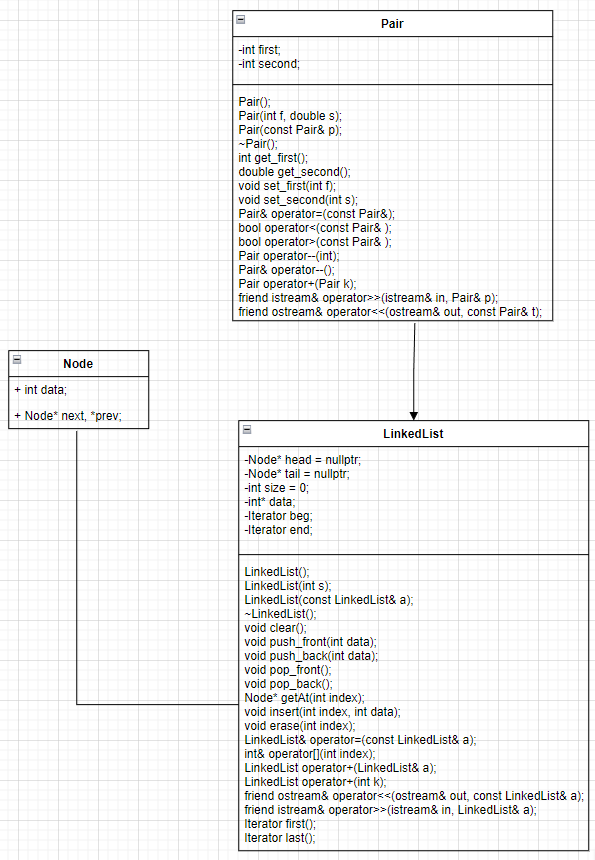 Pair
-int first;
-int second;
Pair();
Pair(int f, double s);
Pair(const Pair& p);
~Pair();
int get_first();
double get_second();
void set_first(int f);
void set_second(int s);
Pair& operator=(const Pair&);
bool operator<(const Pair& );
bool operator>(const Pair& );
Pair operator--(int);
Pair& operator--();
Pair operator+(Pair k);
friend istream& operator>>(istream& in, Pair& p);
friend ostream& operator<<(ostream& out, const Pair& t);
Node
+ int data;
+ Node* next, *prev;
LinkedList
-Node* head = nullptr;
-Node* tail = nullptr;
-int size = 0;
-int* data;
-Iterator beg;
-Iterator end;
LinkedList();
LinkedList(int s);
LinkedList(const LinkedList& a);
~LinkedList();
void clear();
void push_front(int data);
void push_back(int data);
void pop_front();
void pop_back();
Node* getAt(int index);
void insert(int index, int data);
void erase(int index);
LinkedList& operator=(const LinkedList& a);
int& operator[](int index);
LinkedList operator+(LinkedList& a);
LinkedList operator+(int k);
friend ostream& operator<<(ostream& out, const LinkedList& a);
friend istream& operator>>(istream& in, LinkedList& a);
Iterator first();
Iterator last();